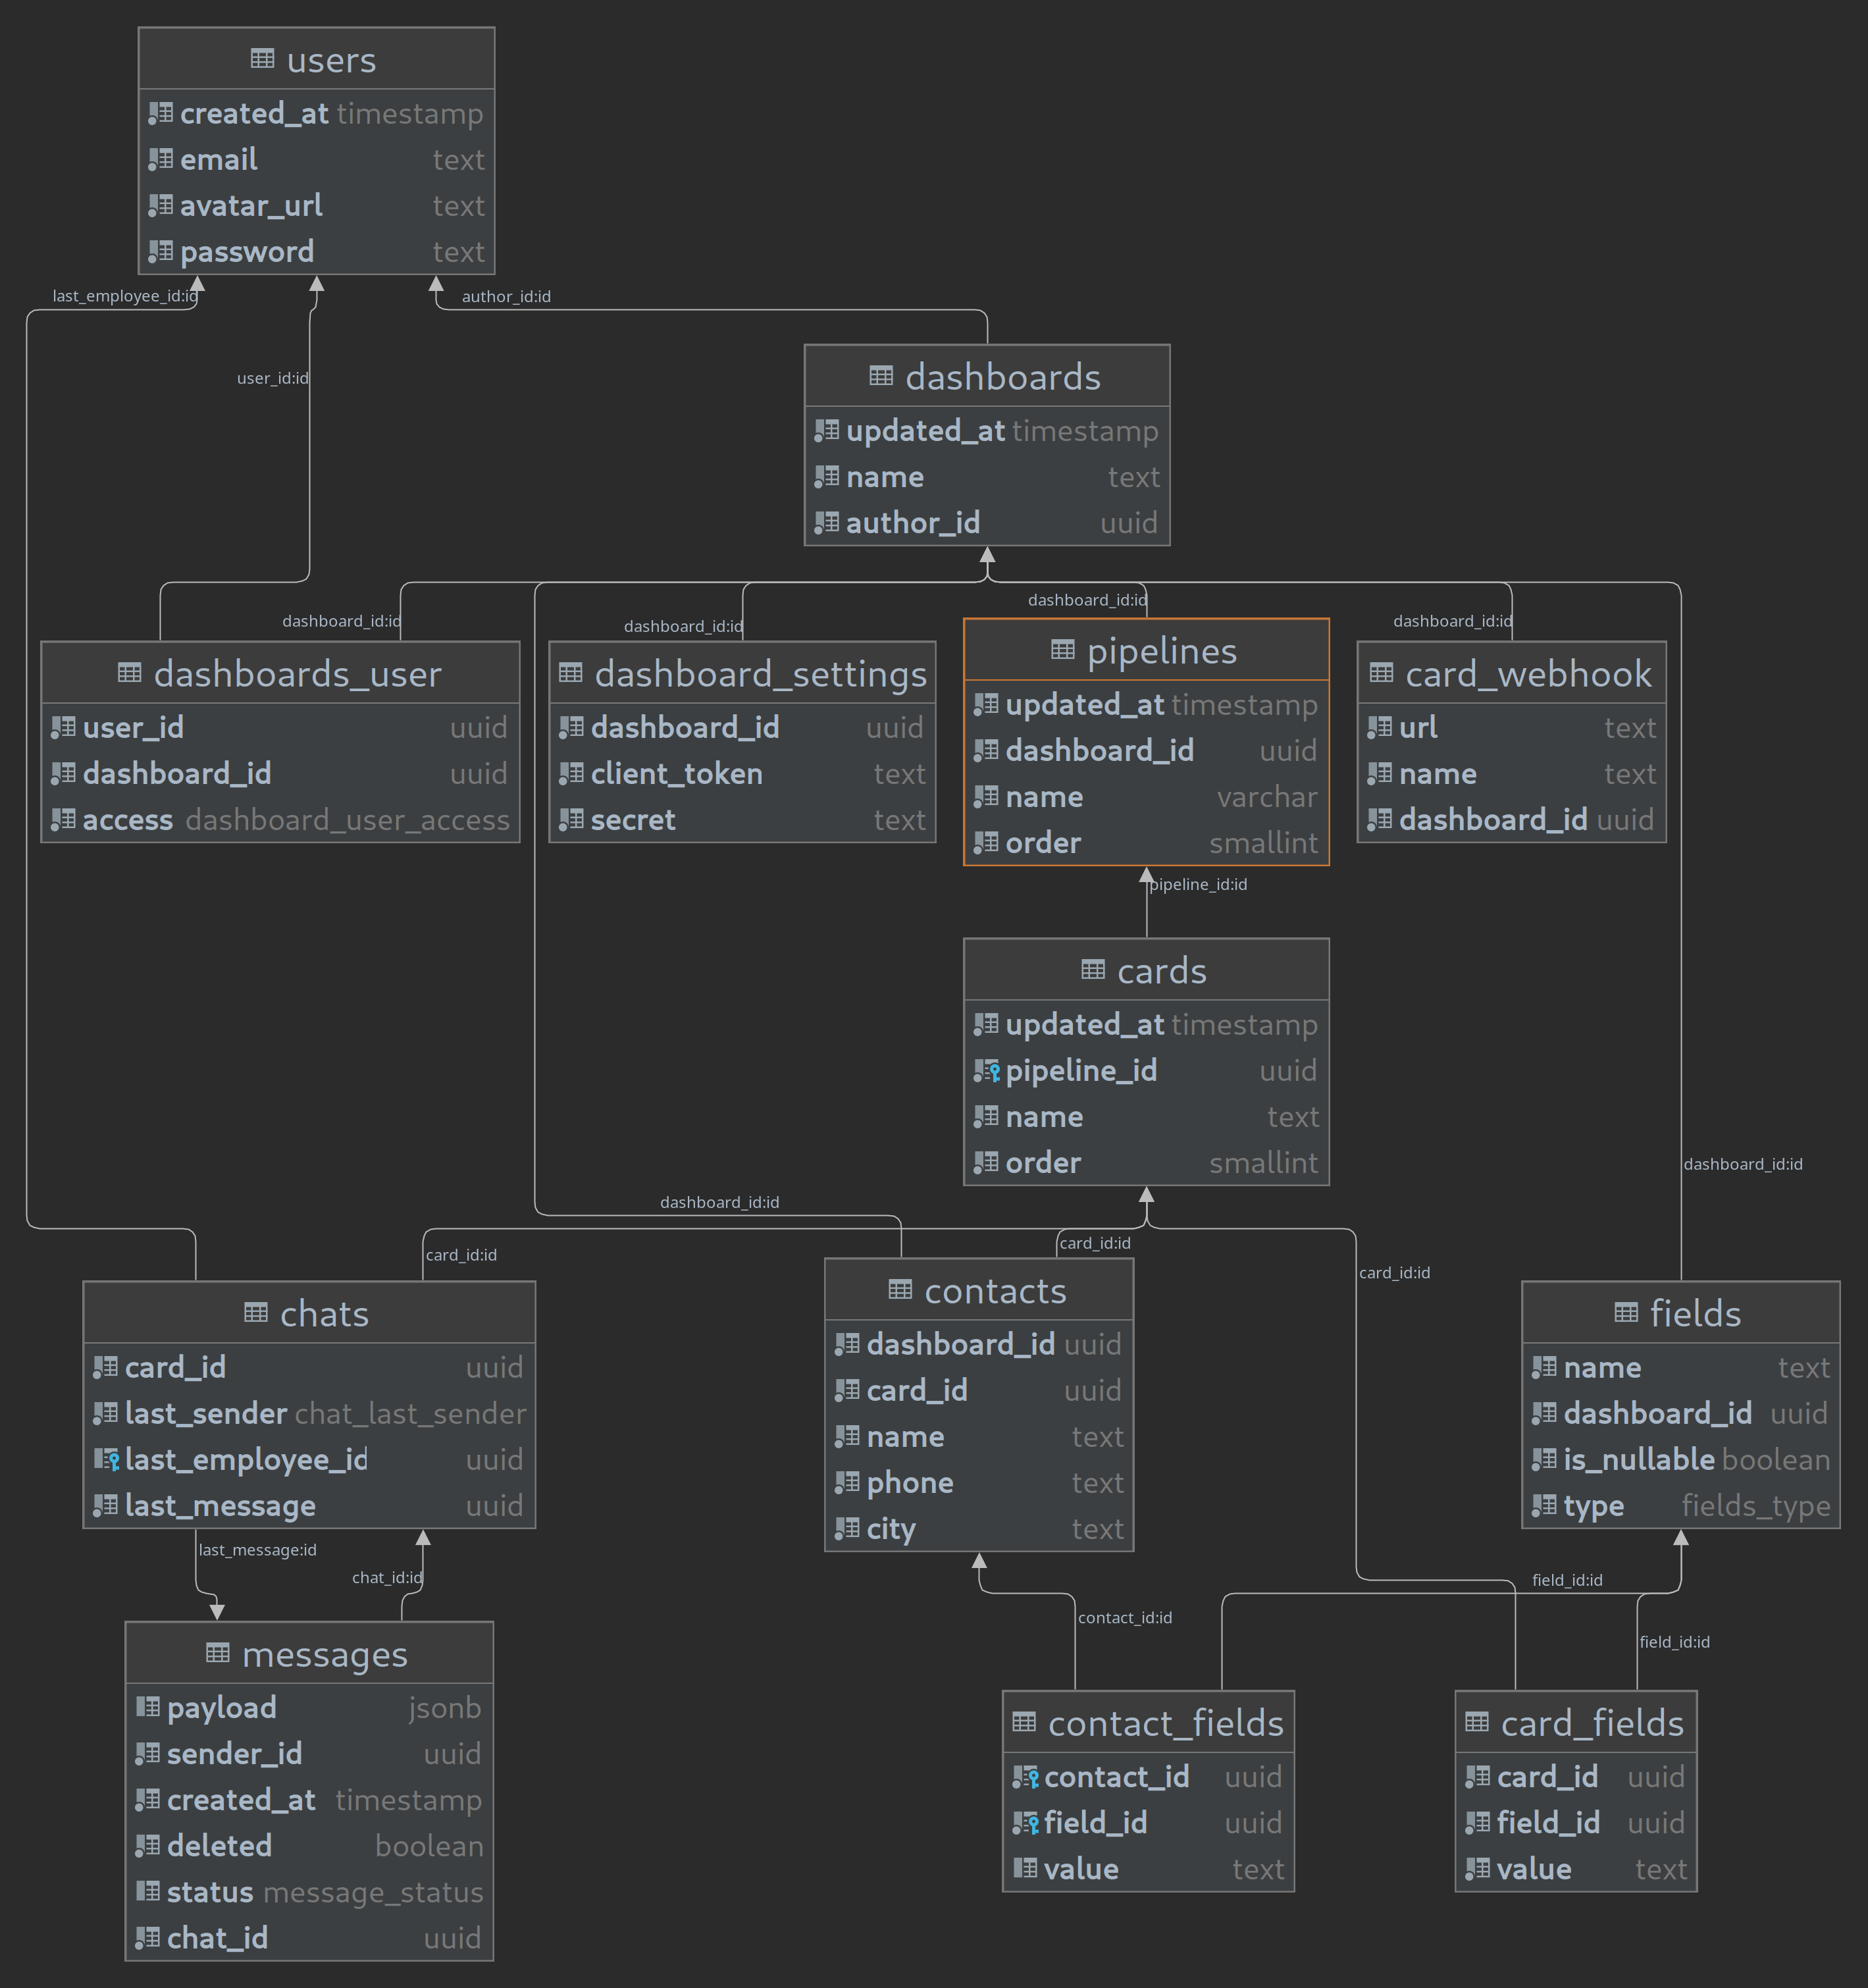 users
created_at timestamp
email text
avatar_url text
password text
last_employee_id:id
author_id:id
user_id:id
dashboards
updated_at timestamp
name text
author_id uuid
dashboard_id:id
dashboard_id:id
dashboard_id:id
dashboard_id:id
dashboards_user
user_id uuid
dashboard_id uuid
access dashboard_user_access
dashboard_settings
dashboard_id uuid
client_token text
secret text
pipelines
updated_at timestamp
dashboard_id uuid
name varchar
order smallint
card_webhook
url text
name text
dashboard_id uuid
pipeline_id:id
cards
updated_at timestamp
pipeline_id uuid
name text
order smallint
dashboard_id:id
dashboard_id:id
card_id:id
card_id:id
card_id:id
chats
card_id uuid
last_sender chat_last_sender
last_employee_id uuid
last_message uuid
contacts
dashboard_id uuid
card_id uuid
name text
phone text
city text
fields
name text
dashboard_id uuid
is_nullable boolean
type fields_type
last_message:id
chat_id:id
contact_id:id
field_id:id
field_id:id
messages
payload jsonb
sender_id uuid
created_at timestamp
deleted boolean
status message_status
chat_id uuid
contact_fields
contact_id uuid
field_id uuid
value text
card_fields
card_id uuid
field_id uuid
value text